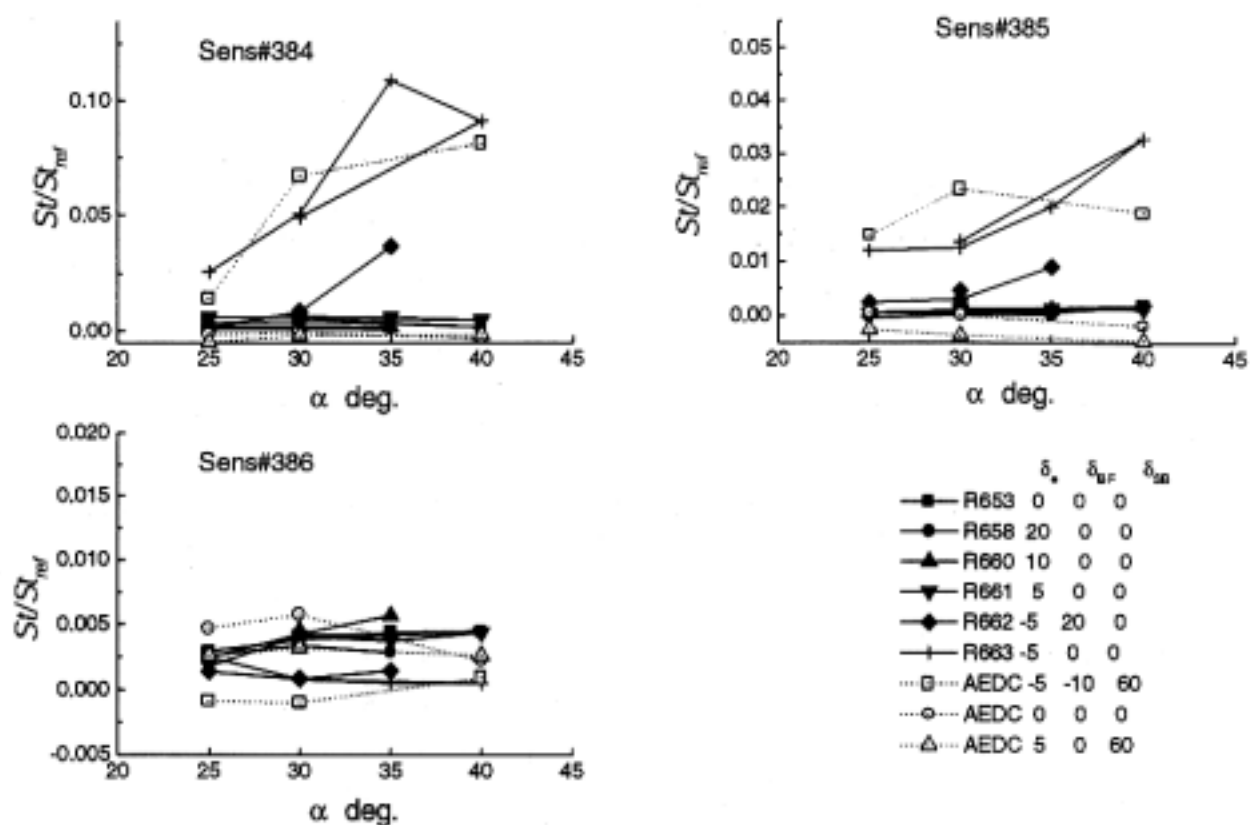 Sens#384
0.10
0.05
0.00
St/St_ref
20 25 30 35 40 45
α deg.
Sens#385
0.05
0.04
0.03
0.02
0.01
0.00
St/St_ref
20 25 30 35 40 45
α deg.
Sens#386
0.020
0.015
0.010
0.005
0.000
-0.005
St/St_ref
20 25 30 35 40 45
α deg.
δ_e δ_BF δ_SB
R653 0 0 0
R658 20 0 0
R660 10 0 0
R661 5 0 0
R662 -5 20 0
R663 -5 0 0
AEDC -5 -10 60
AEDC 0 0 0
AEDC 5 0 60